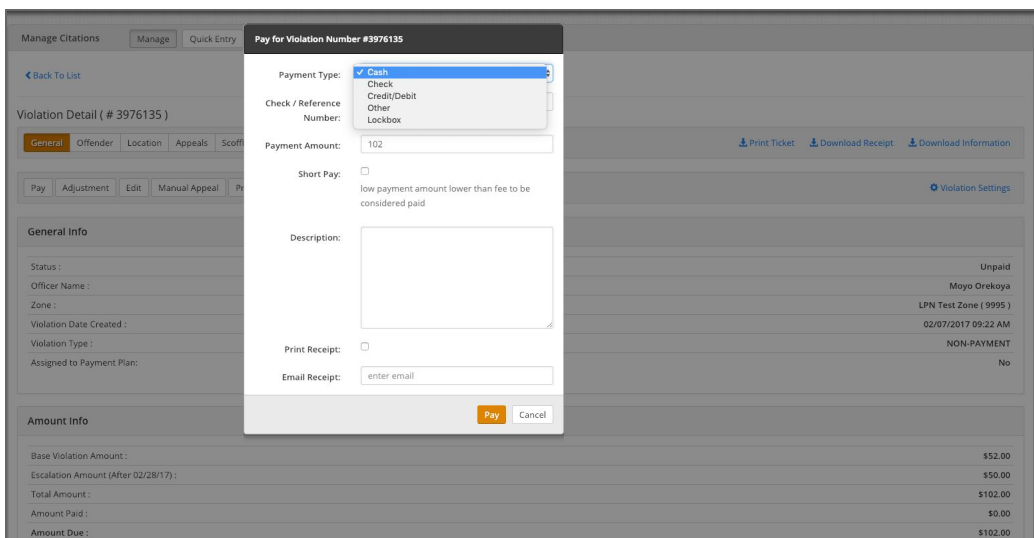 Manage Citations Manage Quick Entry
Back To List
Violation Detail ( # 3976135 )
General Offender Location Appeals Scoffl
Print Ticket Download Receipt Download Information
Pay Adjustment Edit Manual Appeal Pr
Violation Settings
Pay for Violation Number #3976135
Payment Type:
Cash
Check
Credit/Debit
Other
Lockbox
Check / Reference
Number:
Payment Amount: 102
Short Pay:
low payment amount lower than fee to be
considered paid
Description:
Print Receipt:
Email Receipt: enter email
Pay Cancel
General Info
Status : Unpaid
Officer Name : Moyo Orekoya
Zone : LPN Test Zone ( 9995 )
Violation Date Created : 02/07/2017 09:22 AM
Violation Type : NON-PAYMENT
Assigned to Payment Plan: No
Amount Info
Base Violation Amount : $52.00
Escalation Amount (After 02/28/17) : $50.00
Total Amount : $102.00
Amount Paid : $0.00
Amount Due : $102.00